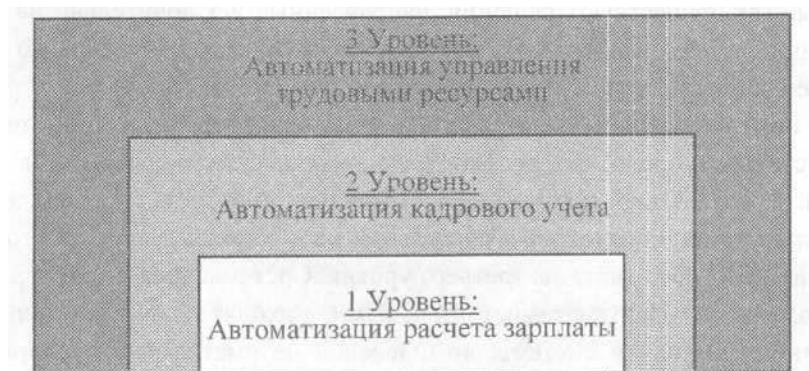 3 Уровень:
Автоматизация управления
трудовыми ресурсами
2 Уровень:
Автоматизация кадрового учета
1 Уровень:
Автоматизация расчета зарплаты